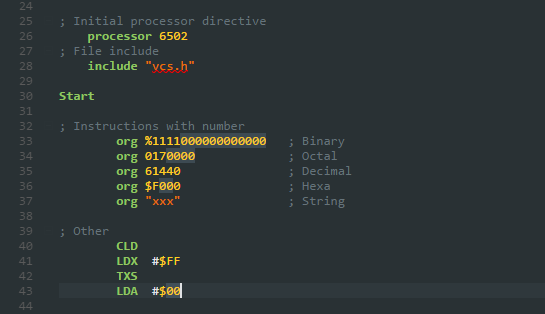 24
25 ; Initial processor directive
26 processor 6502
27 ; File include
28 include "vcs.h"
29
30 Start
31
32 ; Instructions with number
33 org %1111000000000000 ; Binary
34 org 0170000 ; Octal
35 org 61440 ; Decimal
36 org $F000 ; Hexa
37 org "xxx" ; String
38
39 ; Other
40 CLD
41 LDX #$FF
42 TXS
43 LDA #$00
44